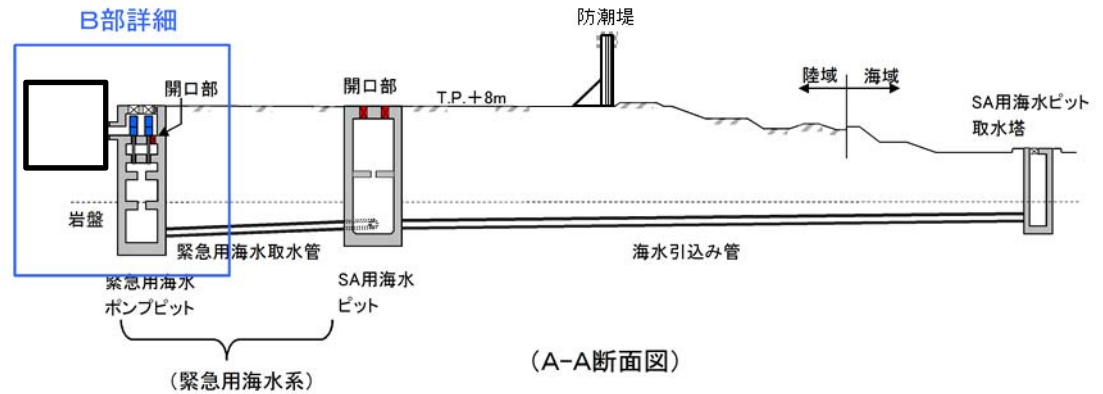 B部詳細
防潮堤
開口部
開口部
T.P.+8m
陸域
海域
SA用海水ピット
取水塔
岩盤
緊急用海水取水管
海水引込み管
緊急用海水
ポンプピット
SA用海水
ピット
(緊急用海水系)
(A-A断面図)